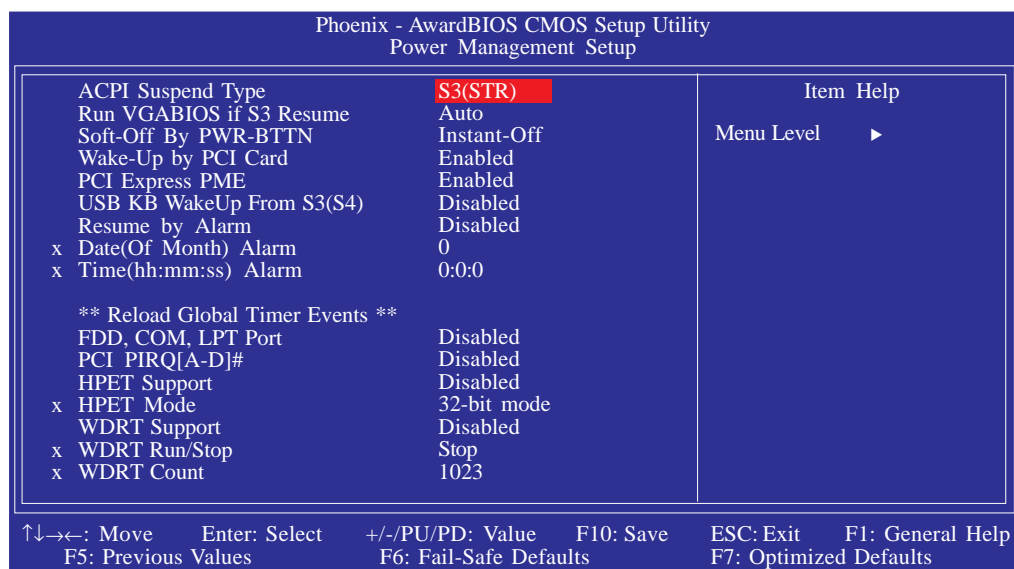 Phoenix - AwardBIOS CMOS Setup Utility
Power Management Setup
ACPI Suspend Type S3(STR) Item Help
Run VGABIOS if S3 Resume Auto
Soft-Off By PWR-BTTN Instant-Off Menu Level ▶
Wake-Up by PCI Card Enabled
PCI Express PME Enabled
USB KB WakeUp From S3(S4) Disabled
Resume by Alarm Disabled
x Date(Of Month) Alarm 0
x Time(hh:mm:ss) Alarm 0:0:0
** Reload Global Timer Events **
FDD, COM, LPT Port Disabled
PCI PIRQ[A-D]# Disabled
HPET Support Disabled
x HPET Mode 32-bit mode
WDRT Support Disabled
x WDRT Run/Stop Stop
x WDRT Count 1023
↑↓→←: Move Enter: Select +/-/PU/PD: Value F10: Save ESC: Exit F1: General Help
F5: Previous Values F6: Fail-Safe Defaults F7: Optimized Defaults